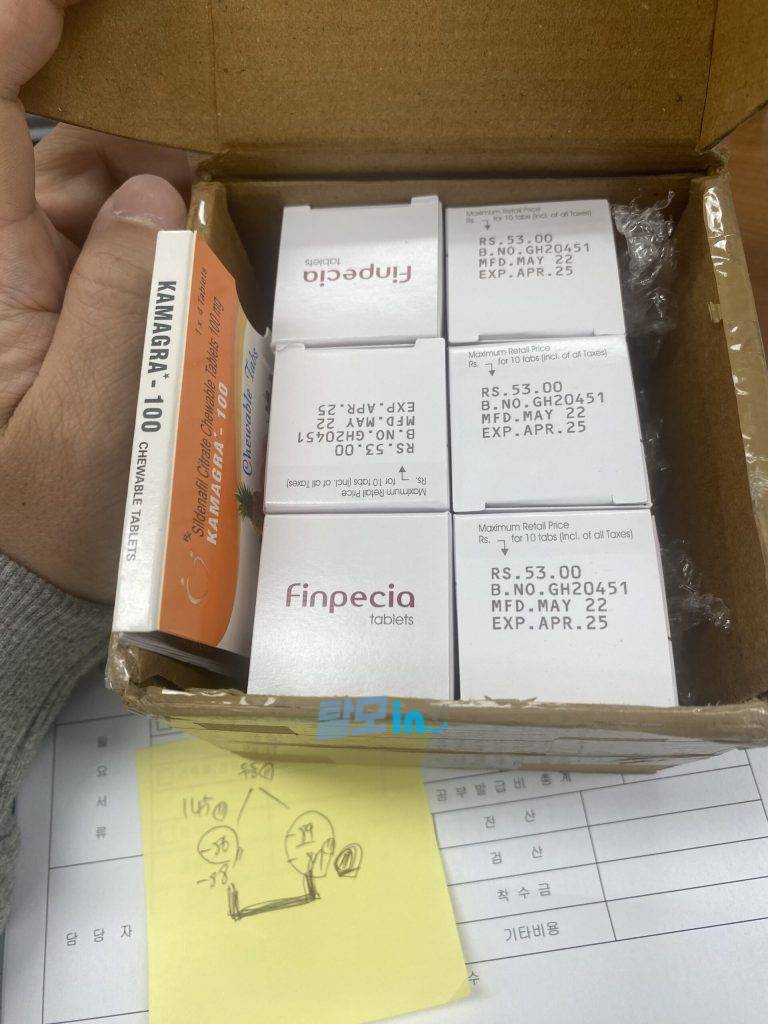 KAMAGRA* - 100 CHEWABLE TABLETS
1 x 4 Tablets
Rx
Sildenafil Citrate Chewable Tablets 100 mg
KAMAGRA* - 100
Chewable Tabs
Finpecia
tablets
Maximum Retail Price
Rs. for 10 tabs (incl. of all Taxes)
RS.53.00
B.NO.GH20451
MFD.MAY 22
EXP.APR.25
Maximum Retail Price
Rs. for 10 tabs (incl. of all Taxes)
RS.53.00
B.NO.GH20451
MFD.MAY 22
EXP.APR.25
Maximum Retail Price
Rs. for 10 tabs (incl. of all Taxes)
RS.53.00
B.NO.GH20451
MFD.MAY 22
EXP.APR.25
Finpecia
tablets
Maximum Retail Price
Rs. for 10 tabs (incl. of all Taxes)
RS.53.00
B.NO.GH20451
MFD.MAY 22
EXP.APR.25
탈모in
필요서류
담당자
145
공부발급비 총계
전 산
검 산
착수금
기타비용
수